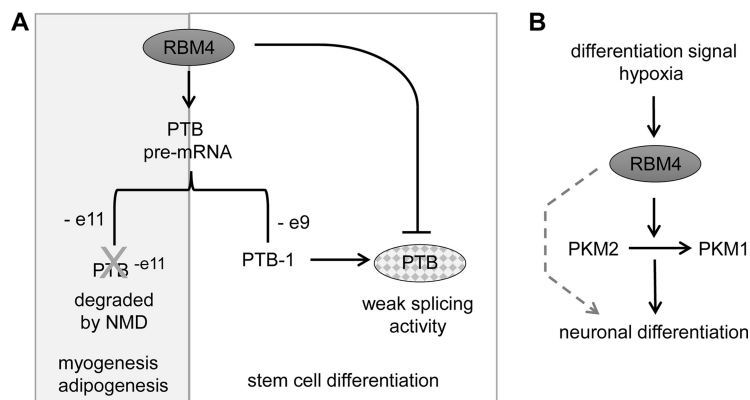 A
RBM4
PTB
pre-mRNA
- e11
- e9
PTB -e11
PTB-1
PTB
degraded
by NMD
weak splicing
activity
myogenesis
adipogenesis
stem cell differentiation
B
differentiation signal
hypoxia
RBM4
PKM2
PKM1
neuronal differentiation